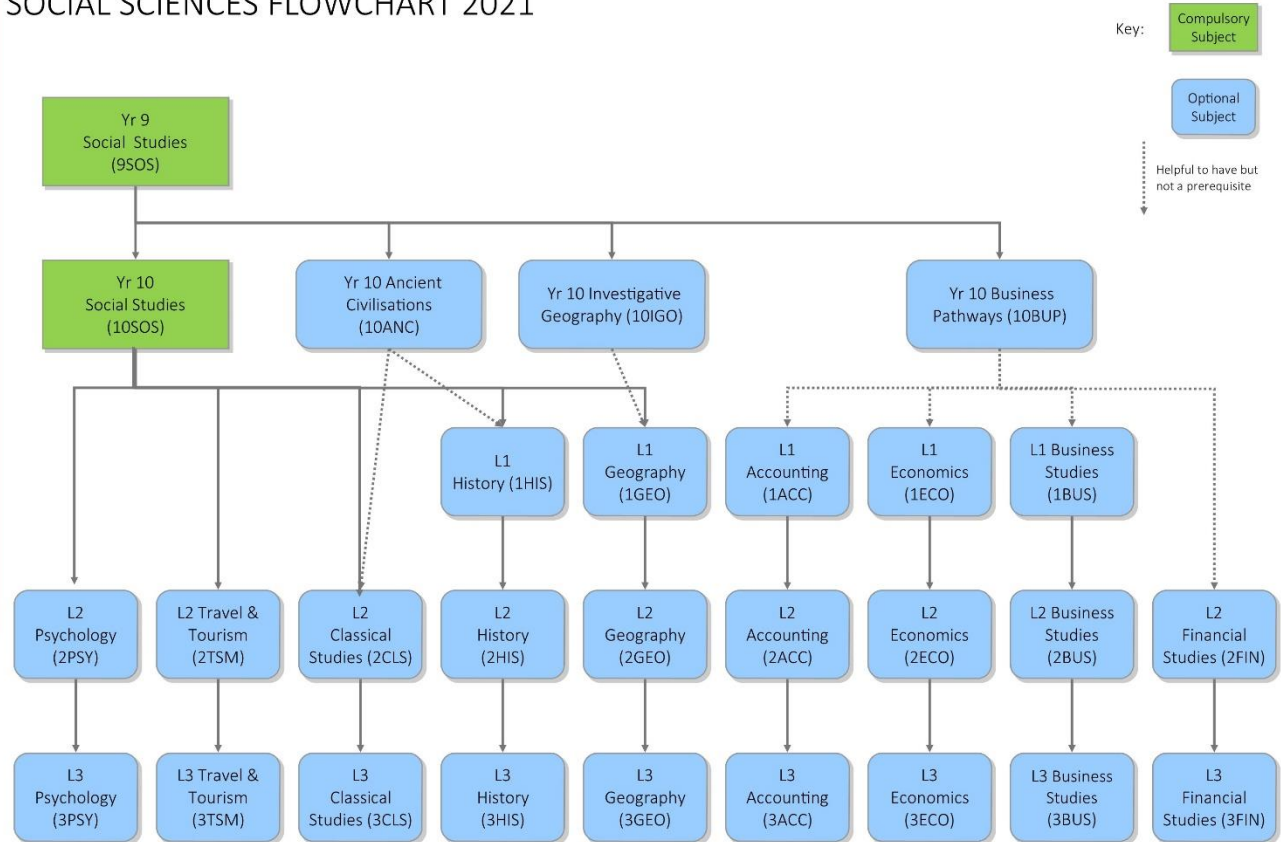 SOCIAL SCIENCES FLOWCHART 2021
Key:
Compulsory
Subject
Optional
Subject
Helpful to have but
not a prerequisite
Yr 9
Social Studies
(9SOS)
Yr 10
Social Studies
(10SOS)
Yr 10 Ancient
Civilisations
(10ANC)
Yr 10 Investigative
Geography (10IGO)
Yr 10 Business
Pathways (10BUP)
L1
History (1HIS)
L1
Geography
(1GEO)
L1
Accounting
(1ACC)
L1
Economics
(1ECO)
L1 Business
Studies
(1BUS)
L2
Psychology
(2PSY)
L2 Travel &
Tourism
(2TSM)
L2
Classical
Studies (2CLS)
L2
History
(2HIS)
L2
Geography
(2GEO)
L2
Accounting
(2ACC)
L2
Economics
(2ECO)
L2 Business
Studies
(2BUS)
L2
Financial
Studies (2FIN)
L3
Psychology
(3PSY)
L3 Travel &
Tourism
(3TSM)
L3
Classical
Studies (3CLS)
L3
History
(3HIS)
L3
Geography
(3GEO)
L3
Accounting
(3ACC)
L3
Economics
(3ECO)
L3 Business
Studies
(3BUS)
L3
Financial
Studies (3FIN)